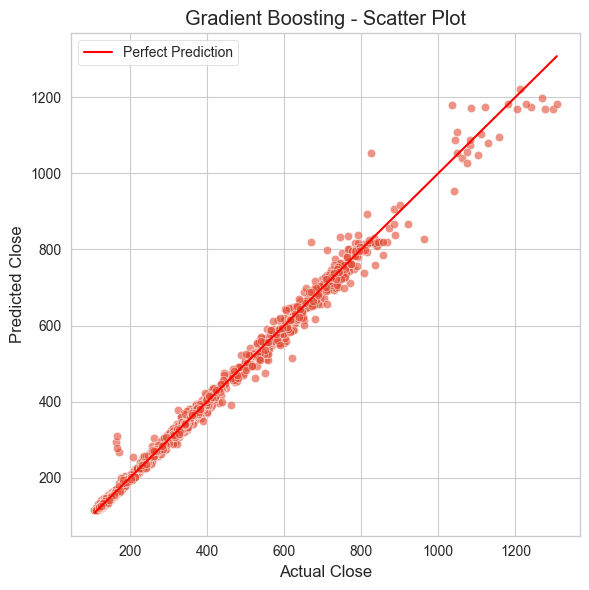 Gradient Boosting - Scatter Plot
Perfect Prediction
1200
1000
800
600
400
200
Predicted Close
200 400 600 800 1000 1200
Actual Close